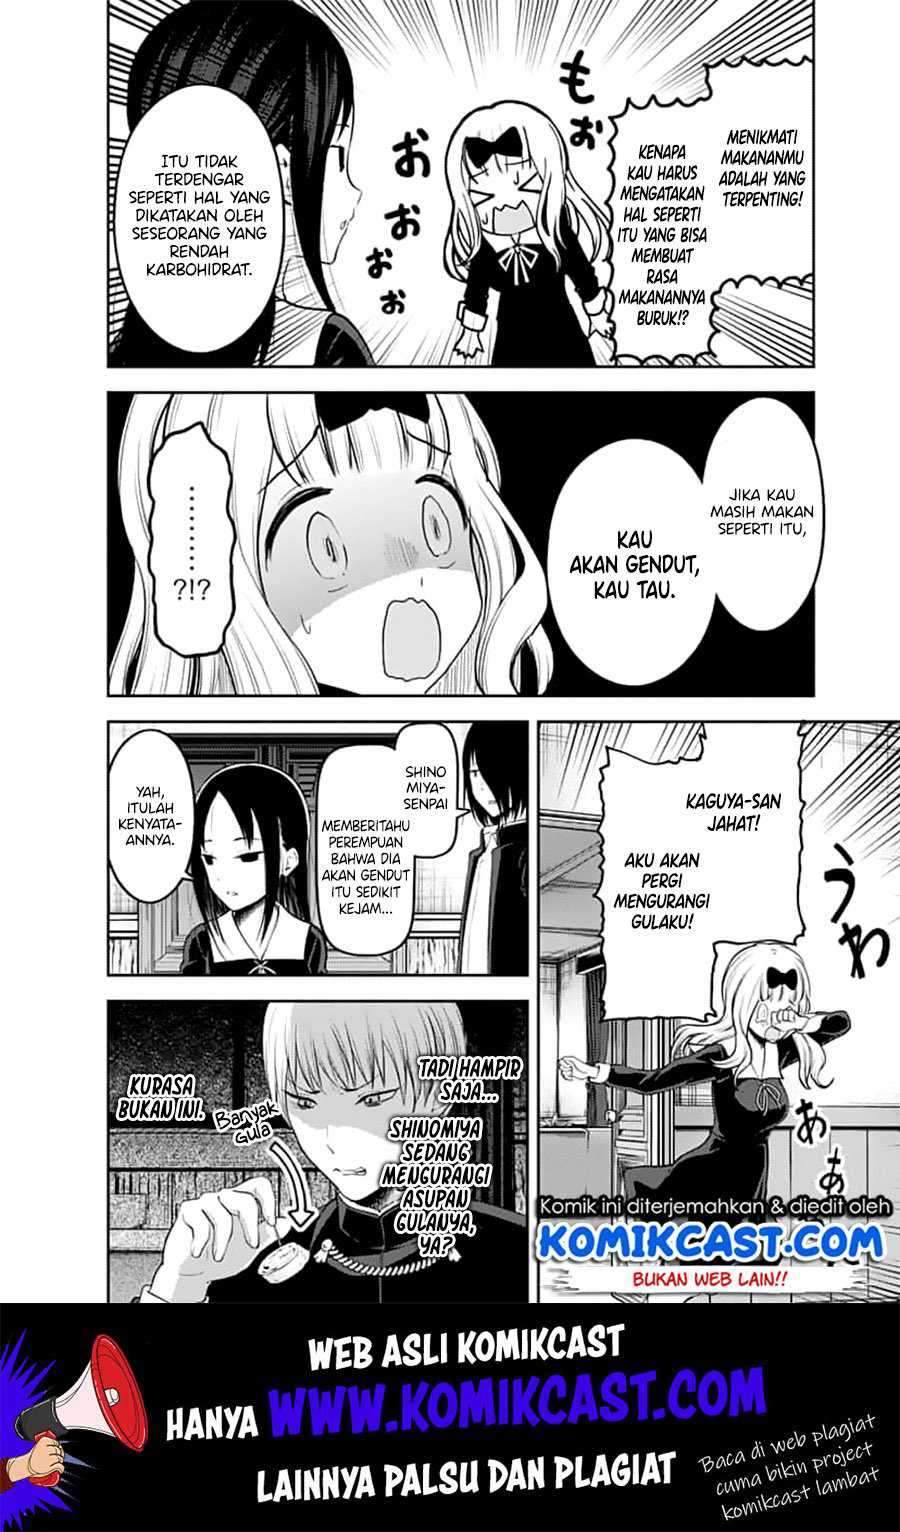 MENIKMATI
MAKANANMU
ADALAH YANG
TERPENTING!
KENAPA
KAU HARUS
MENGATAKAN
HAL SEPERTI
ITU YANG BISA
MEMBUAT
RASA
MAKANANNYA
BURUK!?
もぉ
おおぉぉ
ITU TIDAK
TERDENGAR
SEPERTI HAL YANG
DIKATAKAN OLEH
SESEORANG YANG
RENDAH
KARBOHIDRAT.
JIKA KAU
MASIH MAKAN
SEPERTI ITU,
KAU
AKAN GENDUT,
KAU TAU.
.........
?!?
KAGUYA-SAN
JAHAT!
AKU AKAN
PERGI
MENGURANGI
GULAKU!
うわ
あぁ
SHINO
MIYA-
SENPAI
MEMBERITAHU
PEREMPUAN
BAHWA DIA
AKAN GENDUT
ITU SEDIKIT
KEJAM...
YAH,
ITULAH
KENYATA-
ANNYA.
TADI HAMPIR
SAJA...
SHINOMIYA
SEDANG
MENGURANGI
ASUPAN
GULANYA,
YA?
KURASA
BUKAN INI.
Banyak
Gula
Komik ini diterjemahkan & diedit oleh
KOMIKCAST.COM
BUKAN WEB LAIN!!
WEB ASLI KOMIKCAST
HANYA WWW.KOMIKCAST.COM
LAINNYA PALSU DAN PLAGIAT
Baca di web plagiat
cuma bikin project
komikcast lambat